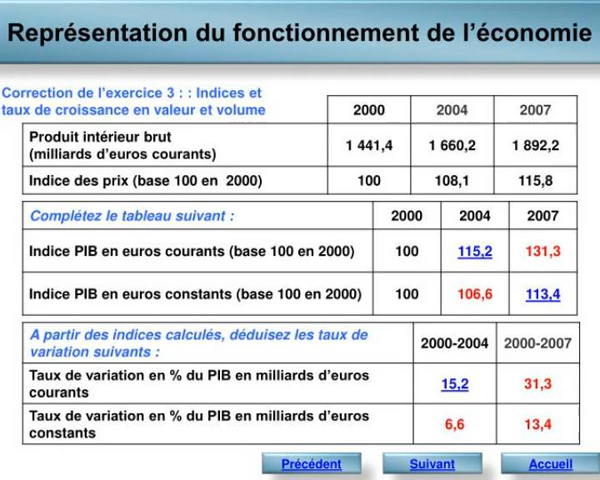 Représentation du fonctionnement de l'économie
Correction de l'exercice 3 : : Indices et
taux de croissance en valeur et volume
2000 2004 2007
Produit intérieur brut
(milliards d'euros courants)
1 441,4 1 660,2 1 892,2
Indice des prix (base 100 en 2000) 100 108,1 115,8
Complétez le tableau suivant : 2000 2004 2007
Indice PIB en euros courants (base 100 en 2000) 100 115,2 131,3
Indice PIB en euros constants (base 100 en 2000) 100 106,6 113,4
A partir des indices calculés, déduisez les taux de
variation suivants :
2000-2004 2000-2007
Taux de variation en % du PIB en milliards d'euros
courants
15,2 31,3
Taux de variation en % du PIB en milliards d'euros
constants
6,6 13,4
Précédent Suivant Accueil